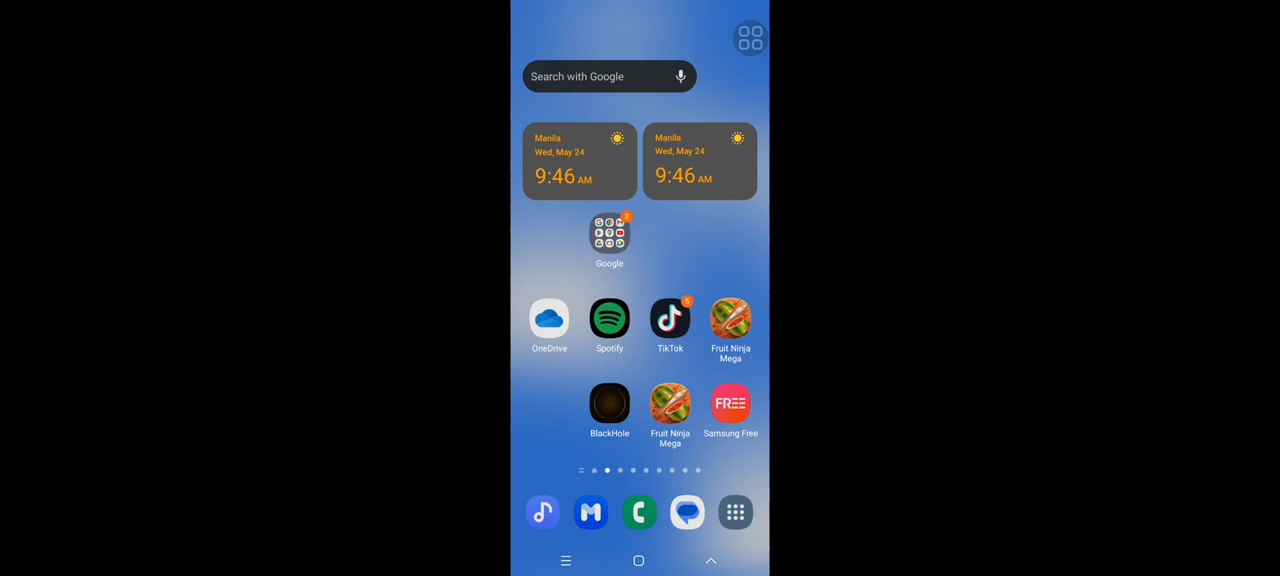 Search with Google
Manila
Wed, May 24
9:46 AM
Manila
Wed, May 24
9:46 AM
3
Google
5
OneDrive
Spotify
TikTok
Fruit Ninja
Mega
FREE
BlackHole
Fruit Ninja
Mega
Samsung Free